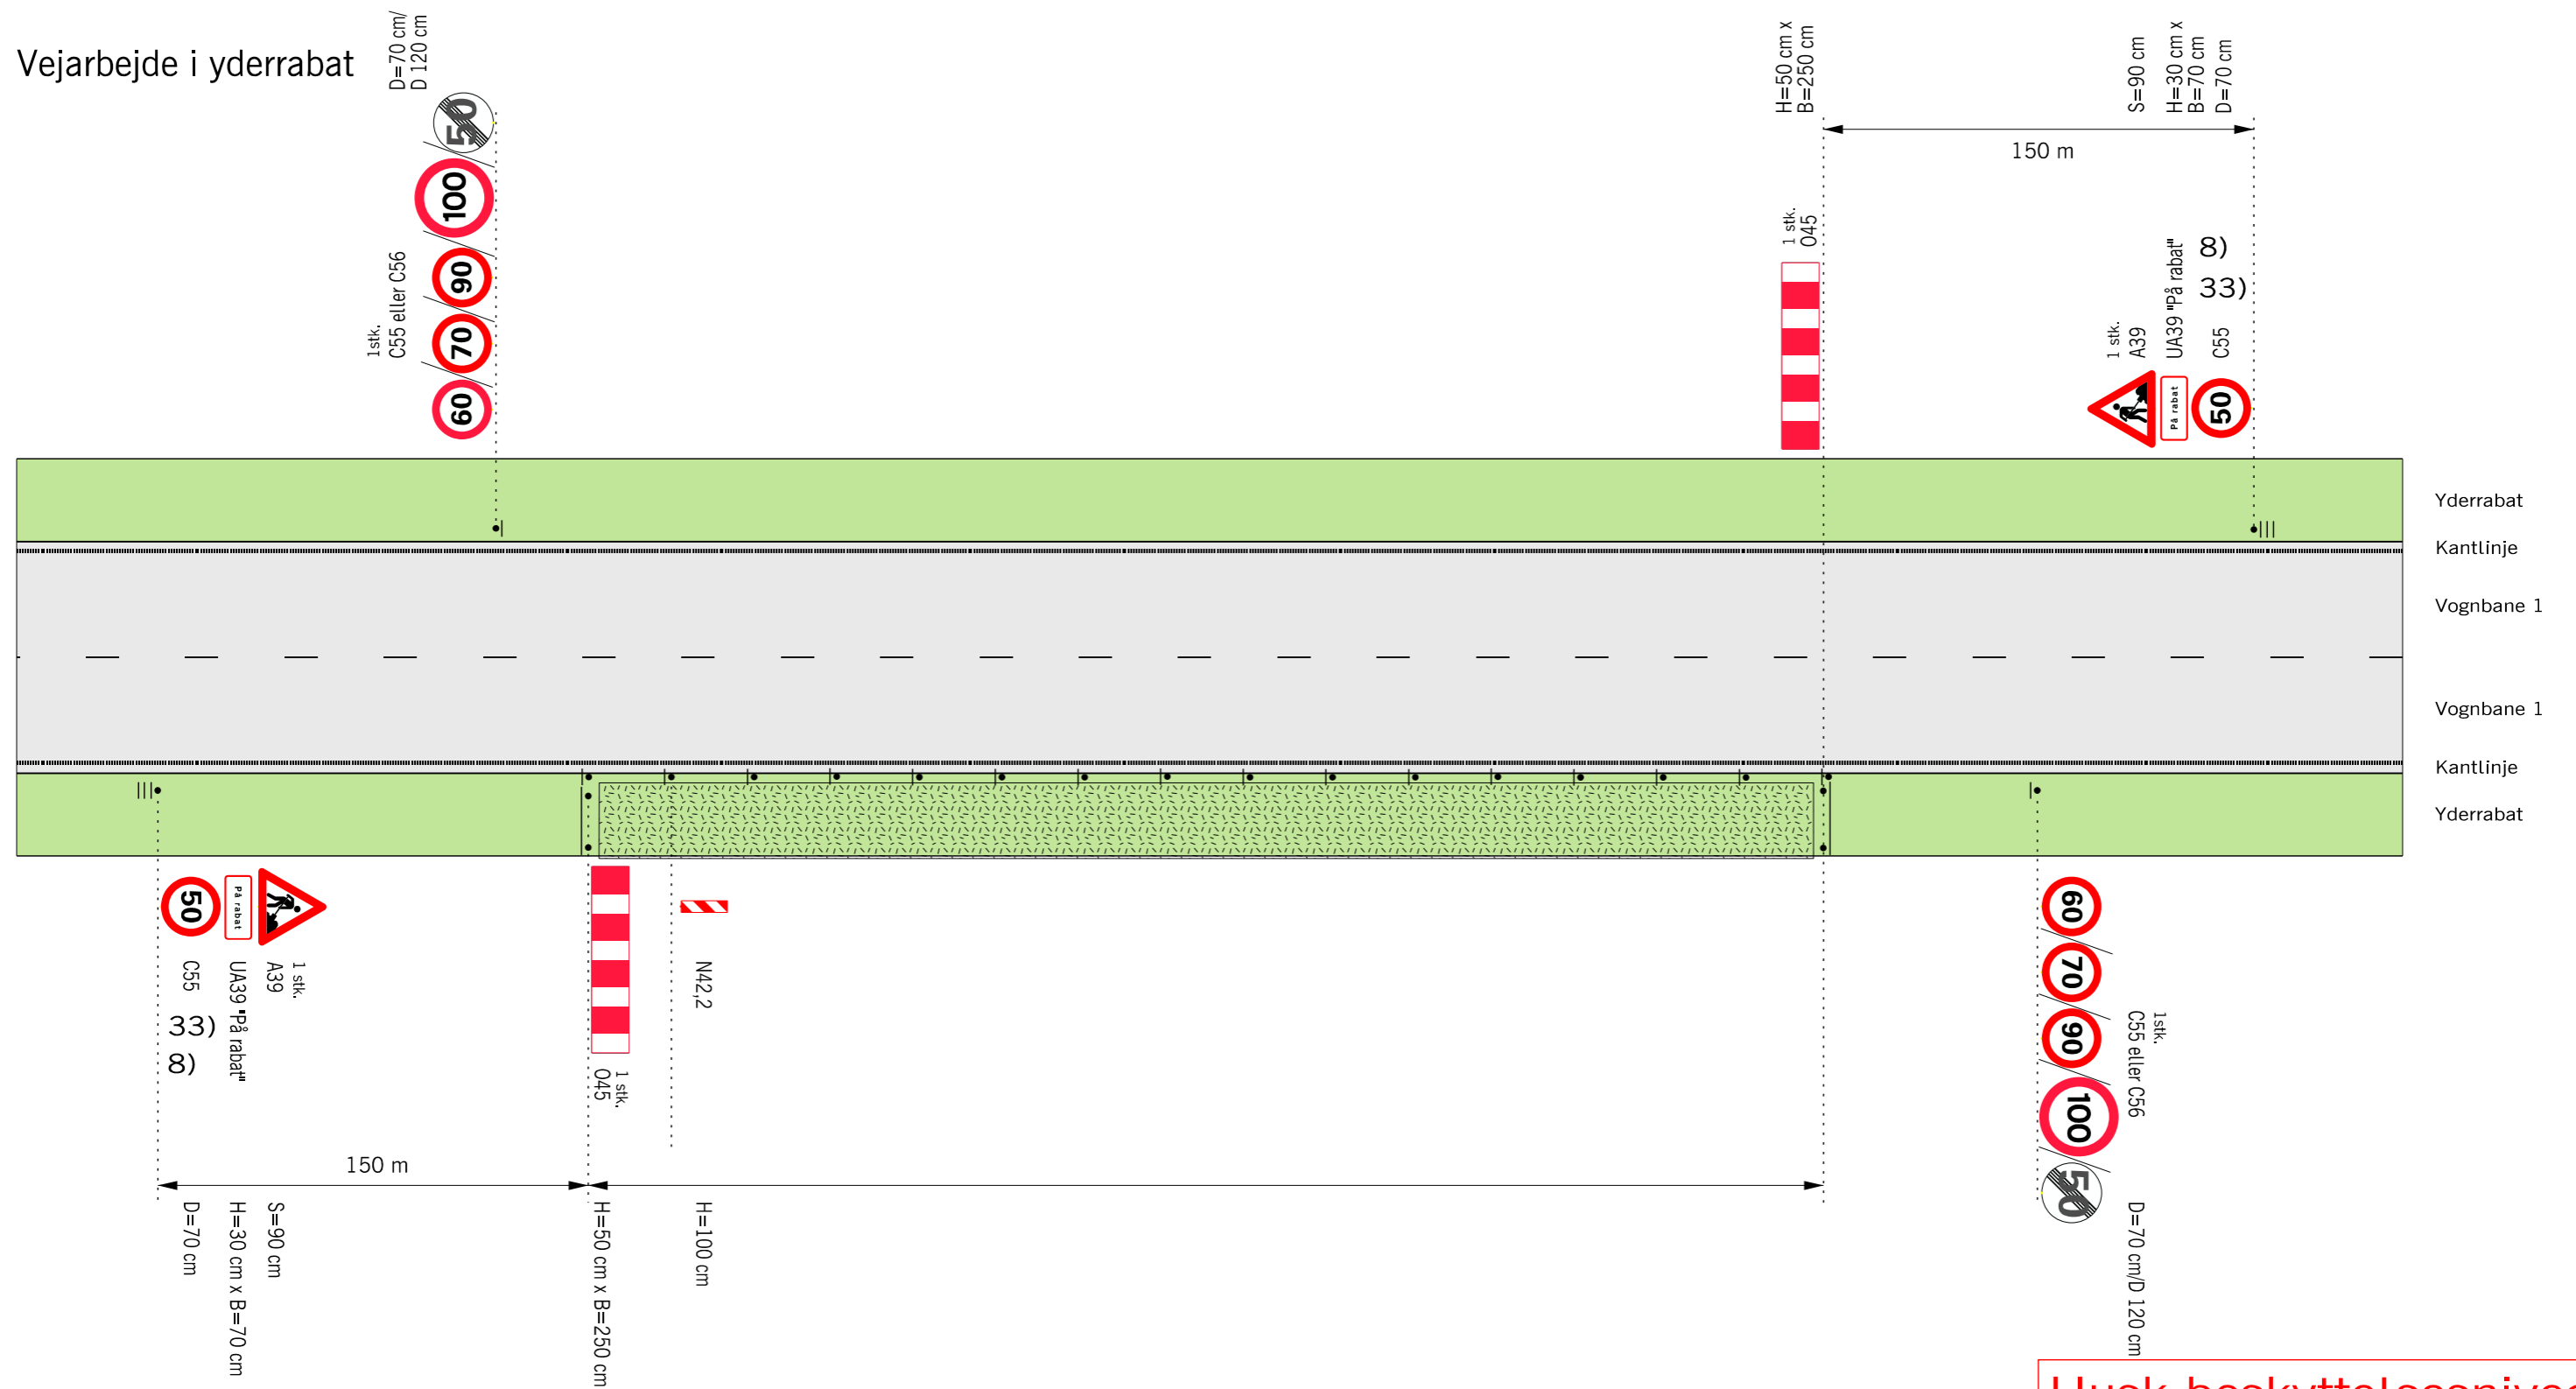 Vejarbejde i yderrabat
D=70 cm/
D 120 cm
50
100
90
70
60
1stk.
C55 eller C56
H=50 cm x
B=250 cm
150 m
1 stk.
O45
S=90 cm
H=30 cm x
B=70 cm
D=70 cm
1 stk.
A39
UA39 "På rabat"
8)
33)
C55
På rabat
50
Yderrabat
Kantlinje
Vognbane 1
Vognbane 1
Kantlinje
Yderrabat
50
På rabat
C55
33)
8)
UA39 "På rabat"
A39
1 stk.
150 m
D=70 cm
H=30 cm x B=70 cm
S=90 cm
1 stk.
O45
H=50 cm x B=250 cm
N42,2
H=100 cm
60
70
90
100
50
1stk.
C55 eller C56
D=70 cm/D 120 cm